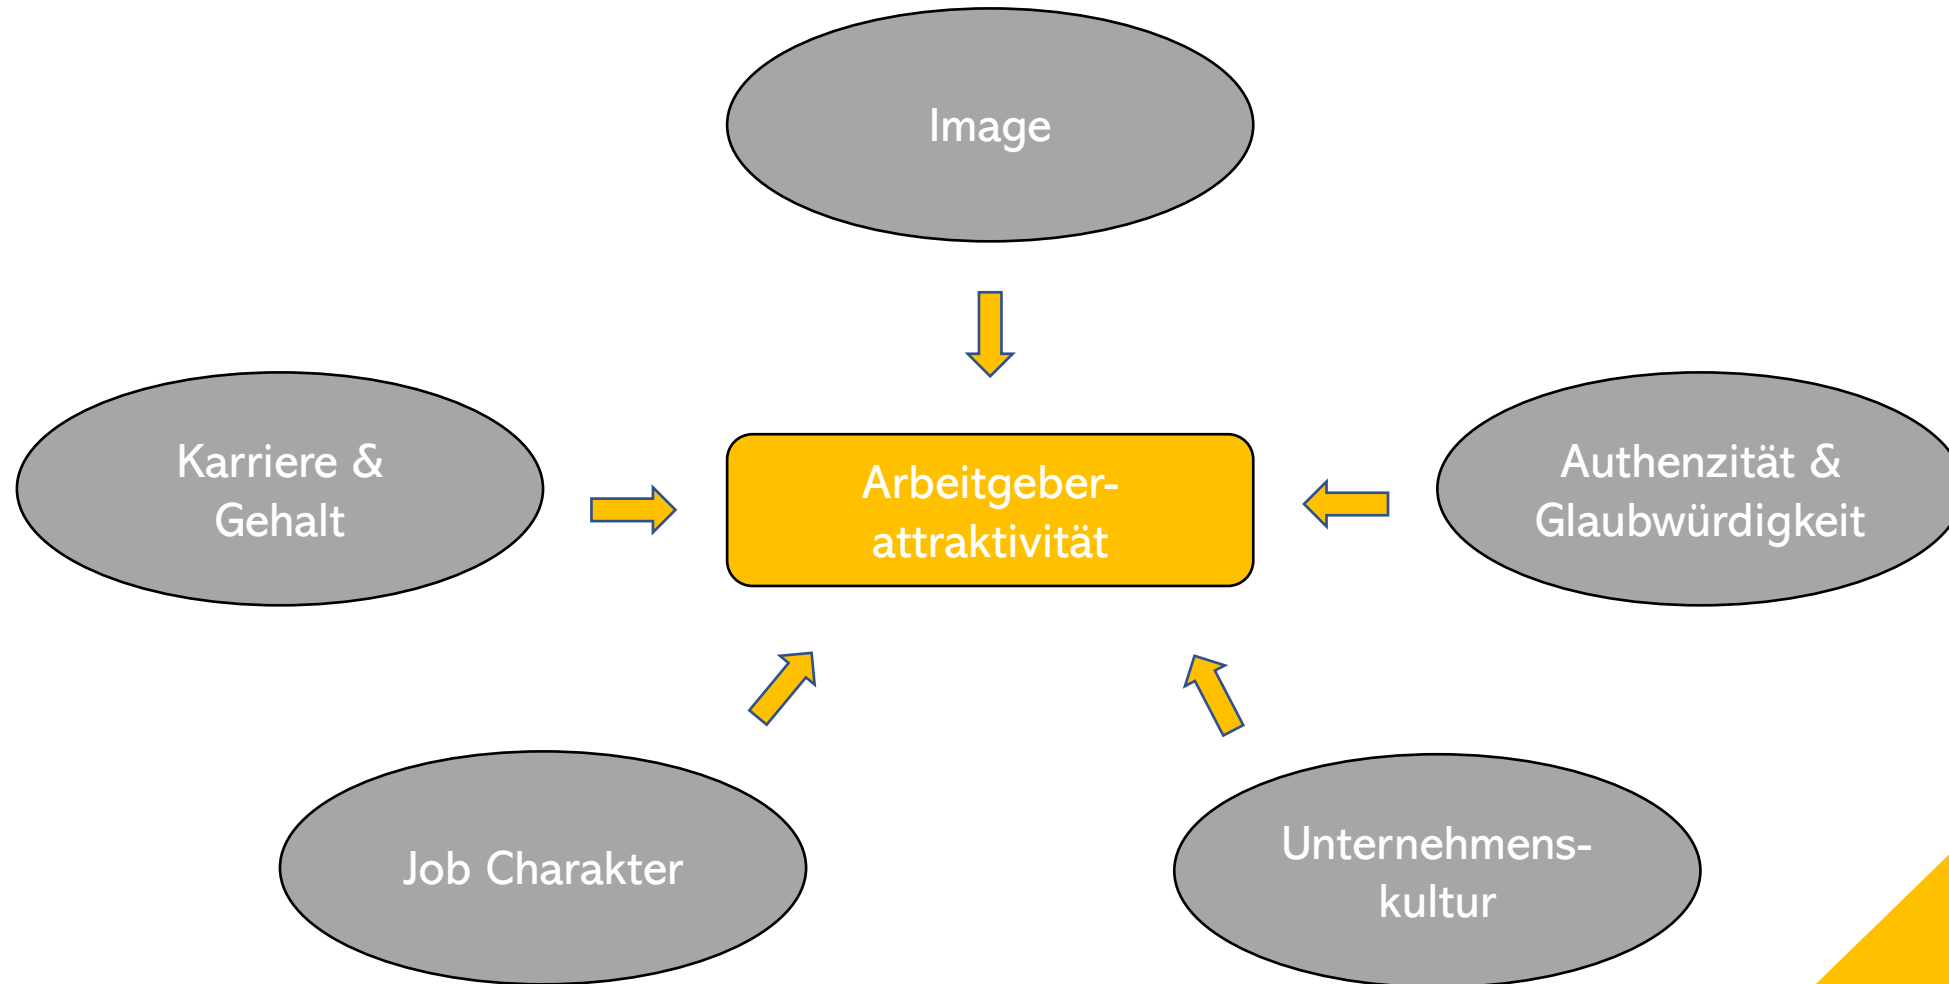 Image
Karriere &
Gehalt
Arbeitgeber-
attraktivität
Authenzität &
Glaubwürdigkeit
Job Charakter
Unternehmens-
kultur